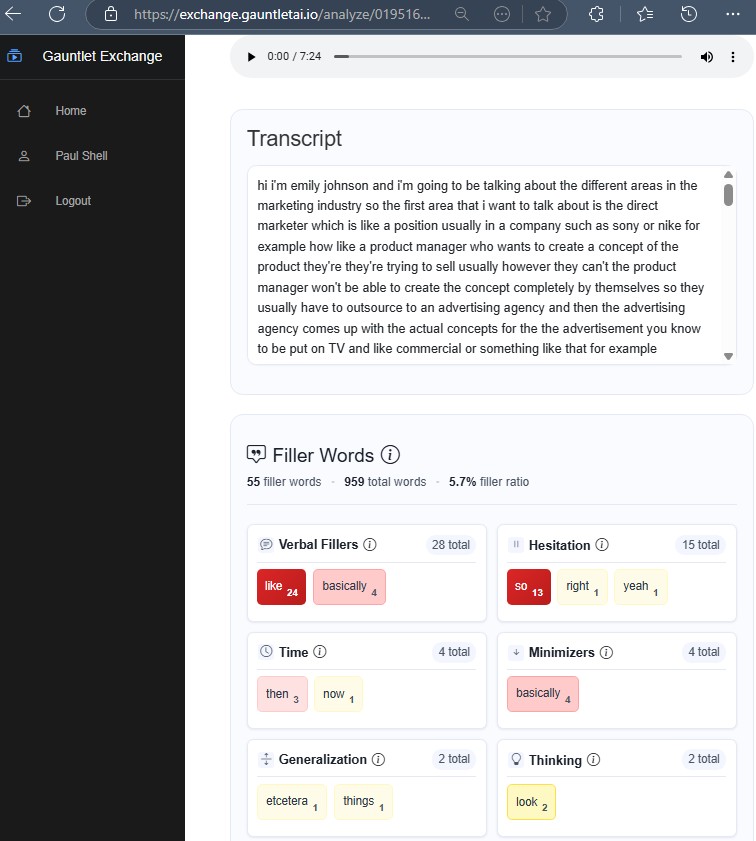 https://exchange.gauntletai.io/analyze/019516...
Gauntlet Exchange
Home
Paul Shell
Logout
0:00 / 7:24
Transcript
hi i'm emily johnson and i'm going to be talking about the different areas in the
marketing industry so the first area that i want to talk about is the direct
marketer which is like a position usually in a company such as sony or nike for
example how like a product manager who wants to create a concept of the
product they're they're trying to sell usually however they can't the product
manager won't be able to create the concept completely by themselves so they
usually have to outsource to an advertising agency and then the advertising
agency comes up with the actual concepts for the the advertisement you know
to be put on TV and like commercial or something like that for example
Filler Words
55 filler words - 959 total words - 5.7% filler ratio
Verbal Fillers 28 total
like 24 basically 4
Hesitation 15 total
so 13 right 1 yeah 1
Time 4 total
then 3 now 1
Minimizers 4 total
basically 4
Generalization 2 total
etcetera 1 things 1
Thinking 2 total
look 2